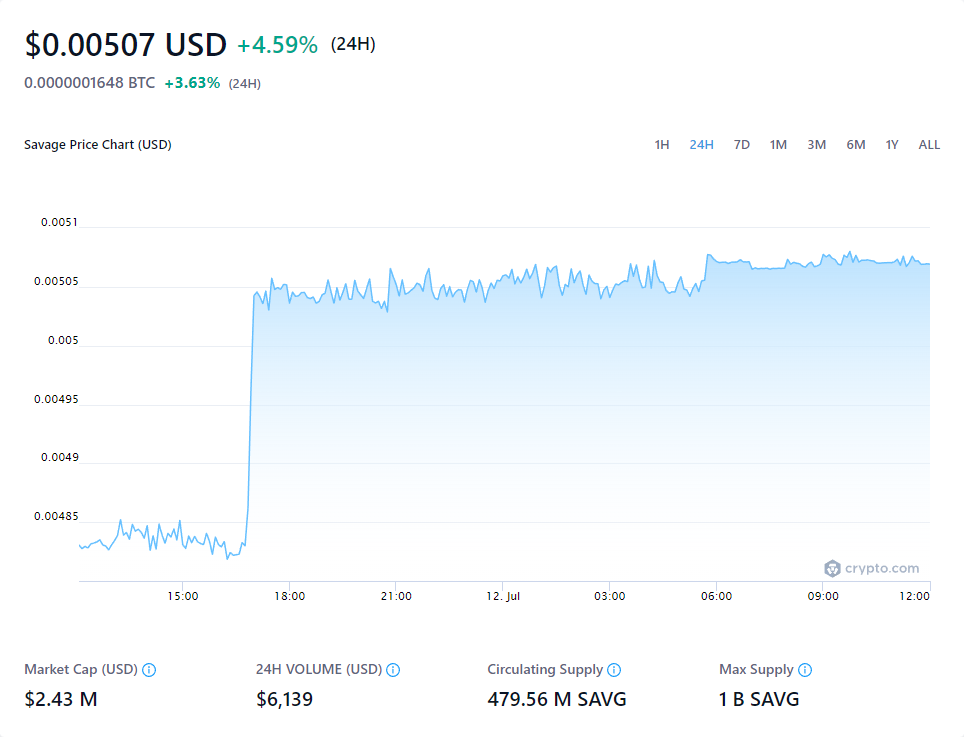 $0.00507 USD +4.59% (24H)
0.0000001648 BTC +3.63% (24H)
Savage Price Chart (USD) 1H 24H 7D 1M 3M 6M 1Y ALL
0.0051
0.00505
0.005
0.00495
0.0049
0.00485
crypto.com
15:00 18:00 21:00 12. Jul 03:00 06:00 09:00 12:00
Market Cap (USD) 24H VOLUME (USD) Circulating Supply Max Supply
$2.43 M $6,139 479.56 M SAVG 1 B SAVG